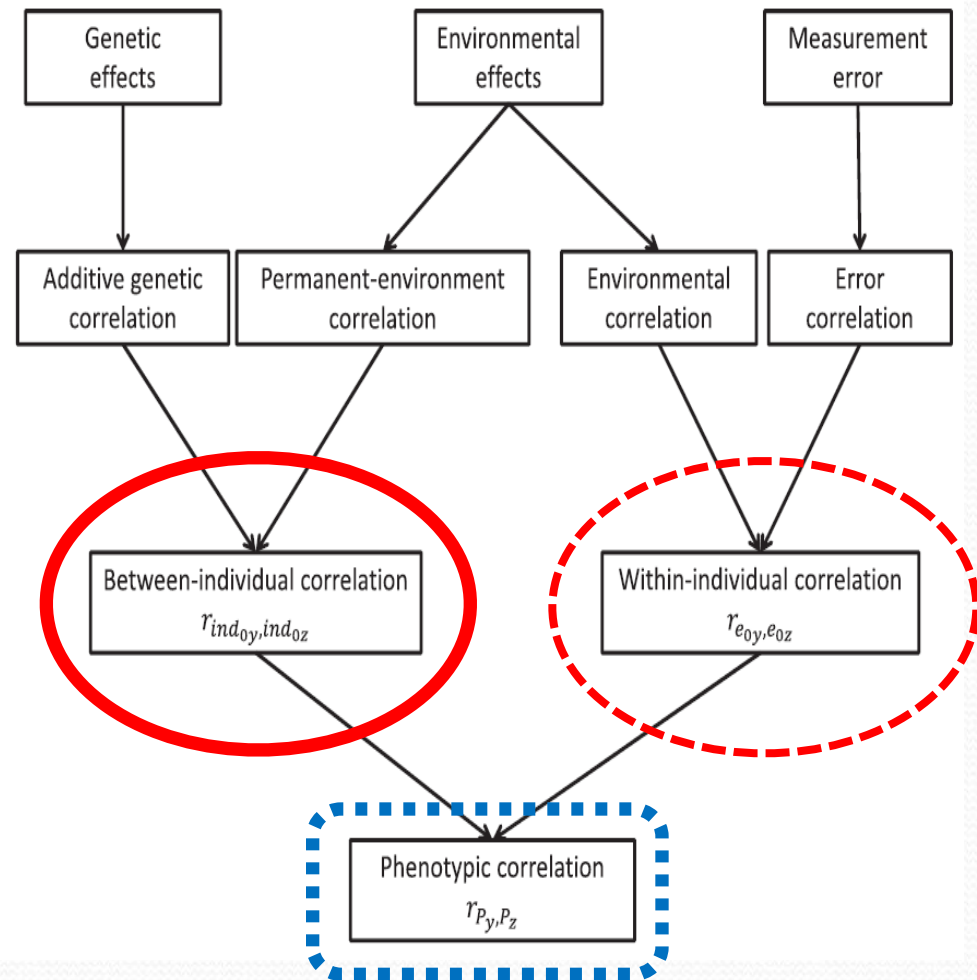 Genetic
effects
Environmental
effects
Measurement
error
Additive genetic
correlation
Permanent-environment
correlation
Environmental
correlation
Error
correlation
Between-individual correlation
r_{ind_{0y},ind_{0z}}
Within-individual correlation
r_{e_{0y},e_{0z}}
Phenotypic correlation
r_{P_y,P_z}